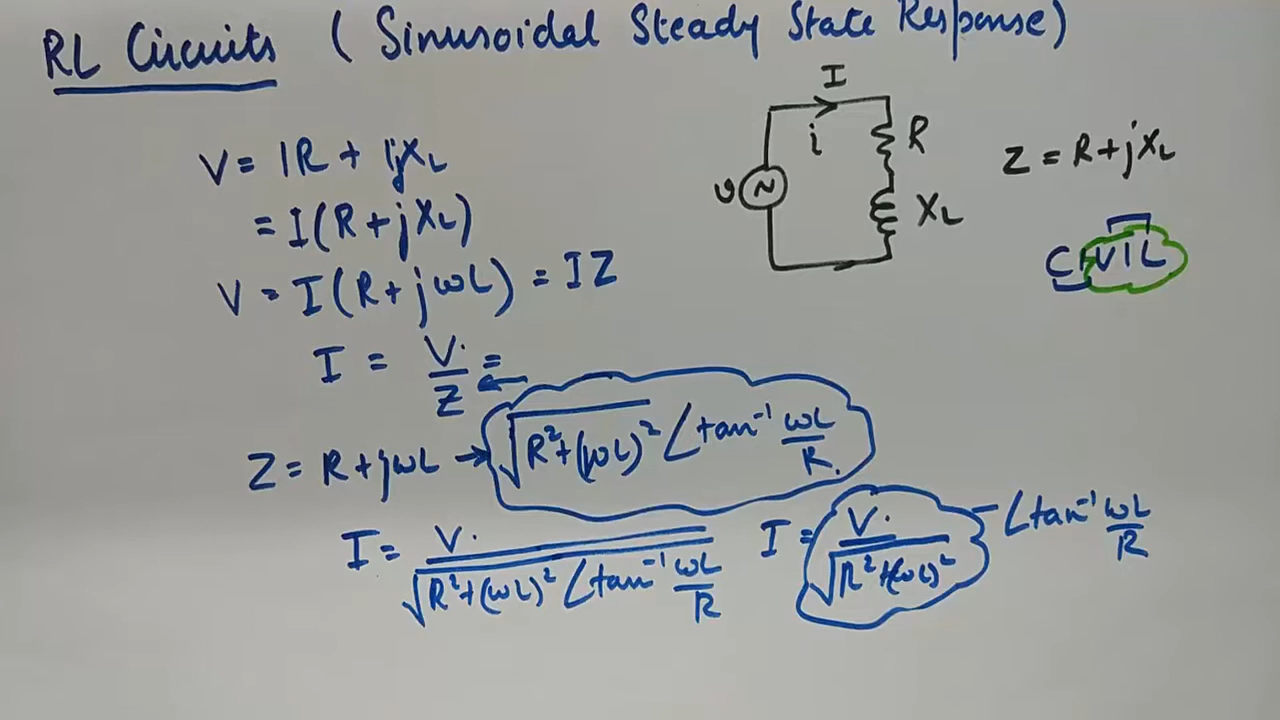 RL Circuits ( Sinusoidal Steady State Response)
V = IR + IjXL
= I(R+jXL)
V = I(R+jωL) = IZ
I = V/Z =
Z = R+jωL → √R²+(jωL)² ∠tan⁻¹ ωL/R
I = V/√R²+(ωL)² ∠tan⁻¹ ωL/R
I = V/√R²+(ωL)² -∠tan⁻¹ ωL/R
I
i
R
υ
~
XL
Z = R+jXL
CIVIL